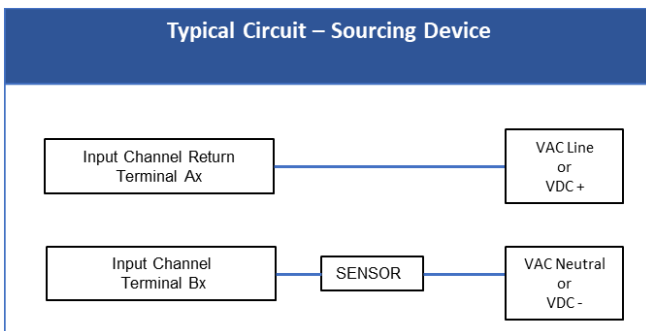 Typical Circuit – Sourcing Device
Input Channel Return
Terminal Ax
VAC Line
or
VDC +
Input Channel
Terminal Bx
SENSOR
VAC Neutral
or
VDC -